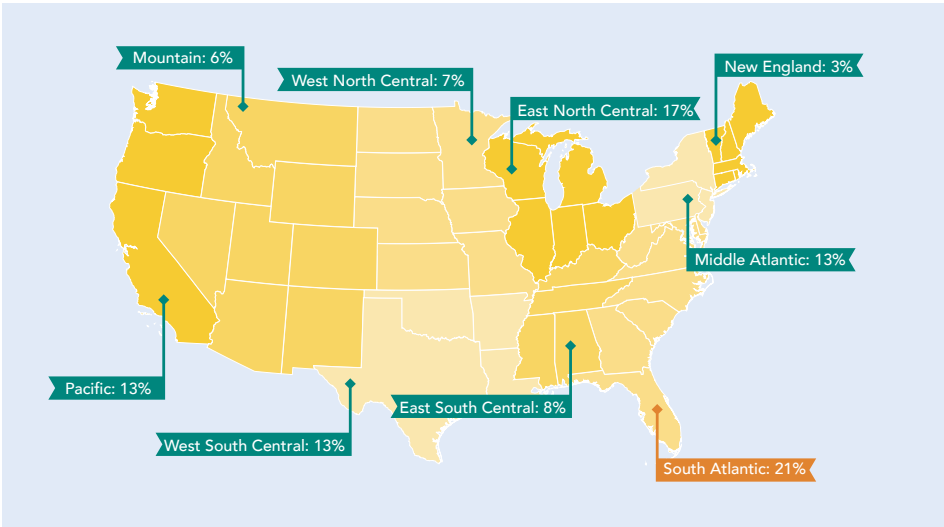 Mountain: 6%
West North Central: 7%
New England: 3%
East North Central: 17%
Middle Atlantic: 13%
Pacific: 13%
East South Central: 8%
West South Central: 13%
South Atlantic: 21%